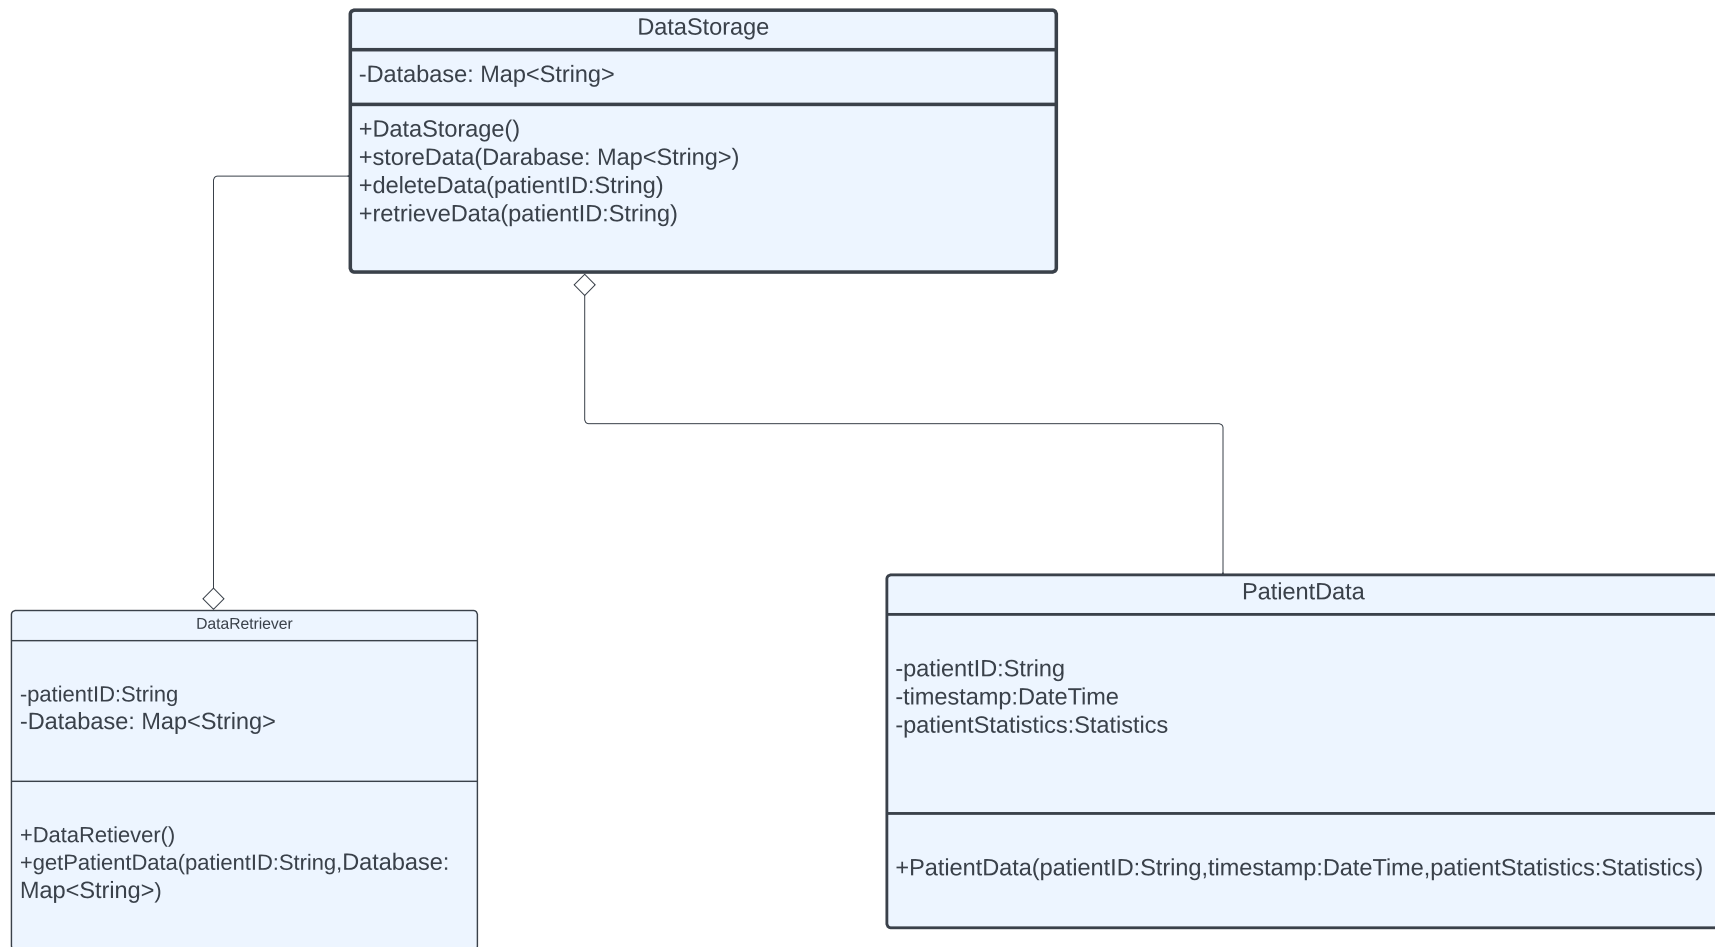 DataStorage
-Database: Map<String>
+DataStorage()
+storeData(Darabase: Map<String>)
+deleteData(patientID:String)
+retrieveData(patientID:String)
DataRetriever
-patientID:String
-Database: Map<String>
+DataRetiever()
+getPatientData(patientID:String,Database:
Map<String>)
PatientData
-patientID:String
-timestamp:DateTime
-patientStatistics:Statistics
+PatientData(patientID:String,timestamp:DateTime,patientStatistics:Statistics)